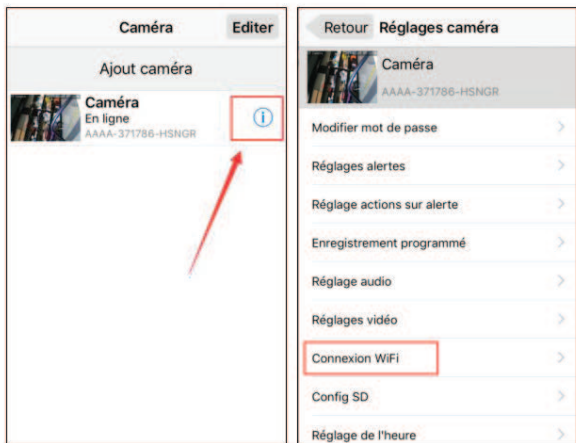 Caméra
Editer
Ajout caméra
Caméra
En ligne
AAAA-371786-HSNGR
Retour
Réglages caméra
Caméra
AAAA-371786-HSNGR
Modifier mot de passe
Réglages alertes
Réglage actions sur alerte
Enregistrement programmé
Réglage audio
Réglages vidéo
Connexion WiFi
Config SD
Réglage de l'heure